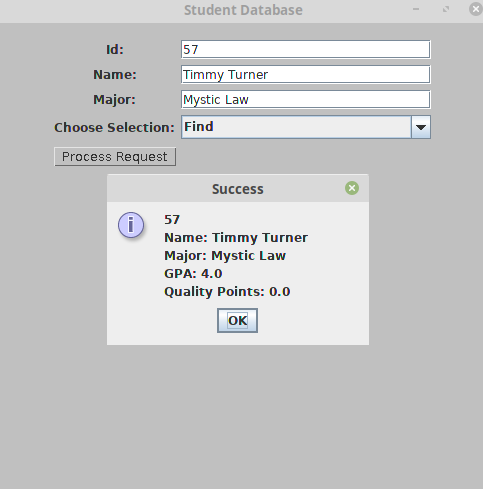 Student Database
Id: 57
Name: Timmy Turner
Major: Mystic Law
Choose Selection: Find
Process Request
Success
57
Name: Timmy Turner
Major: Mystic Law
GPA: 4.0
Quality Points: 0.0
OK